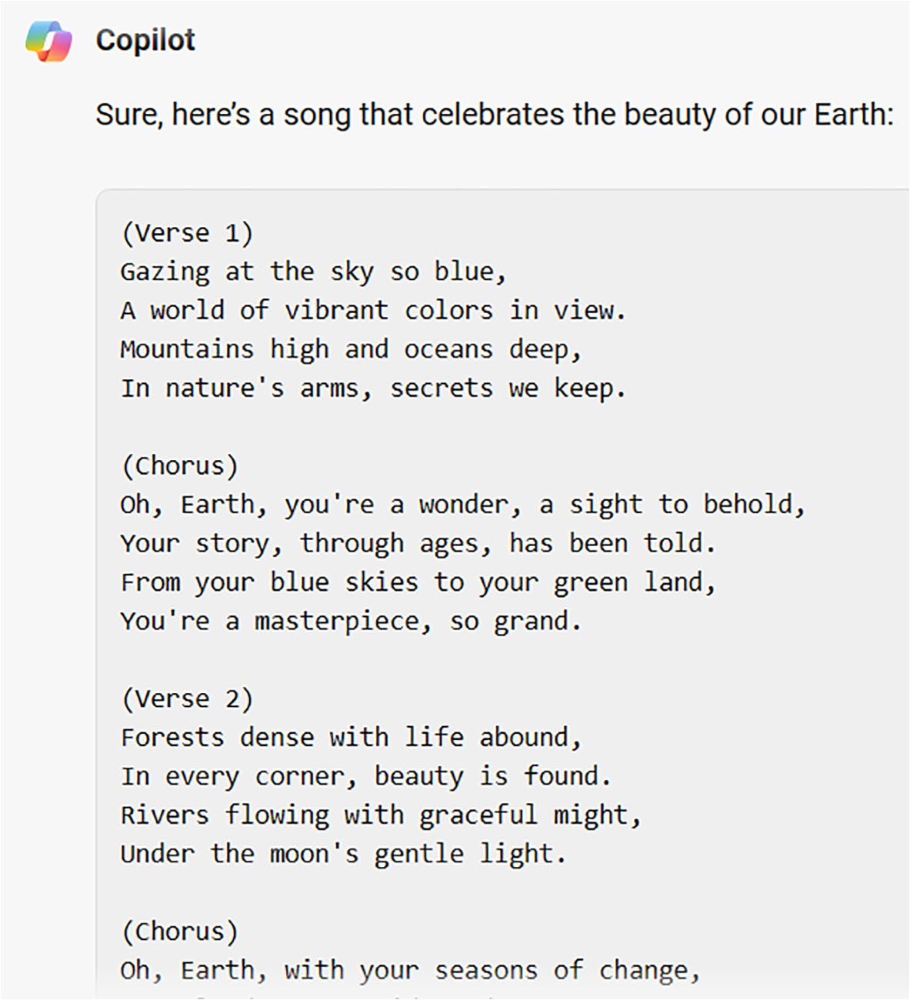 Copilot
Sure, here’s a song that celebrates the beauty of our Earth:
(Verse 1)
Gazing at the sky so blue,
A world of vibrant colors in view.
Mountains high and oceans deep,
In nature's arms, secrets we keep.
(Chorus)
Oh, Earth, you're a wonder, a sight to behold,
Your story, through ages, has been told.
From your blue skies to your green land,
You're a masterpiece, so grand.
(Verse 2)
Forests dense with life abound,
In every corner, beauty is found.
Rivers flowing with graceful might,
Under the moon's gentle light.
(Chorus)
Oh, Earth, with your seasons of change,